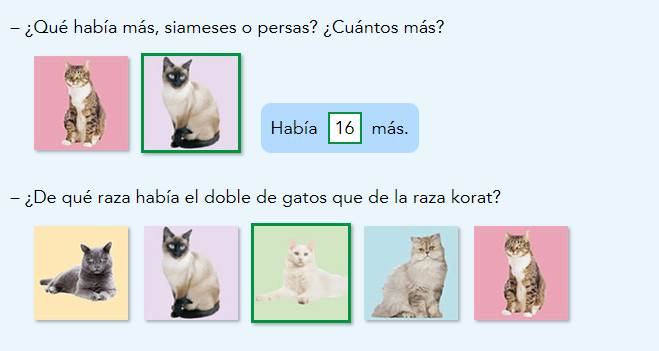 – ¿Qué había más, siameses o persas? ¿Cuántos más?
Había 16 más.
– ¿De qué raza había el doble de gatos que de la raza korat?